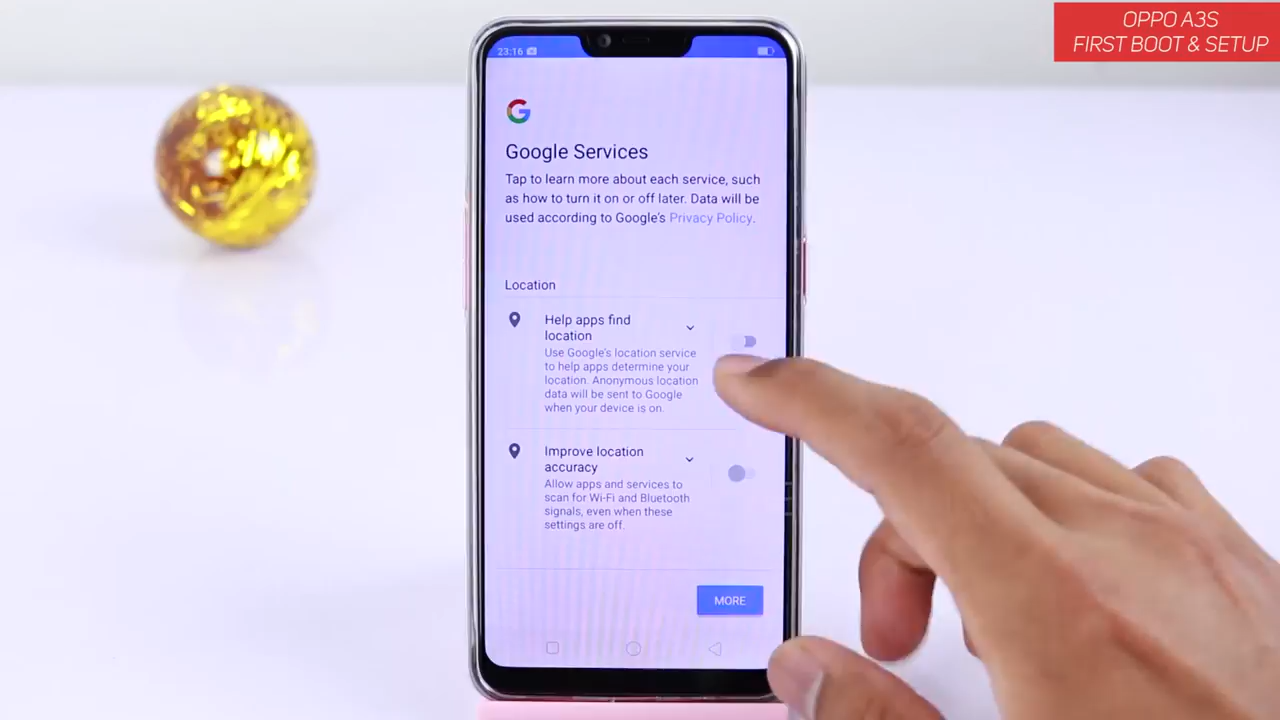 OPPO A3S
FIRST BOOT & SETUP
23:16
G
Google Services
Tap to learn more about each service, such
as how to turn it on or off later. Data will be
used according to Google's Privacy Policy.
Location
Help apps find
location
Use Google's location service
to help apps determine your
location. Anonymous location
data will be sent to Google
when your device is on.
Improve location
accuracy
Allow apps and services to
scan for Wi-Fi and Bluetooth
signals, even when these
settings are off.
MORE